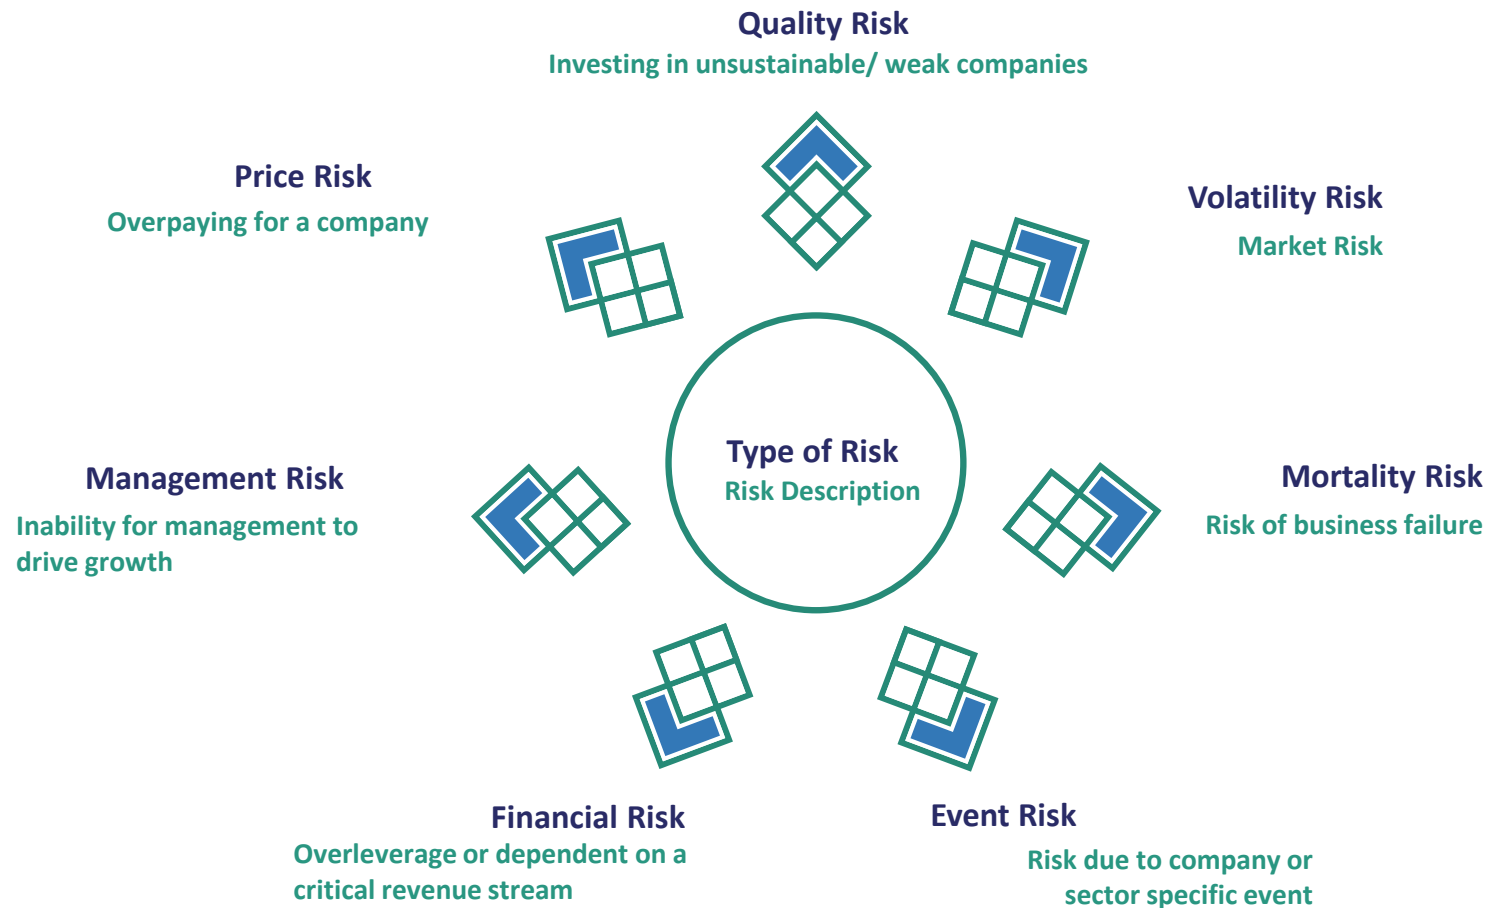 Quality Risk
Investing in unsustainable/ weak companies
Price Risk
Overpaying for a company
Volatility Risk
Market Risk
Type of Risk
Risk Description
Management Risk
Inability for management to
drive growth
Mortality Risk
Risk of business failure
Financial Risk
Overleverage or dependent on a
critical revenue stream
Event Risk
Risk due to company or
sector specific event